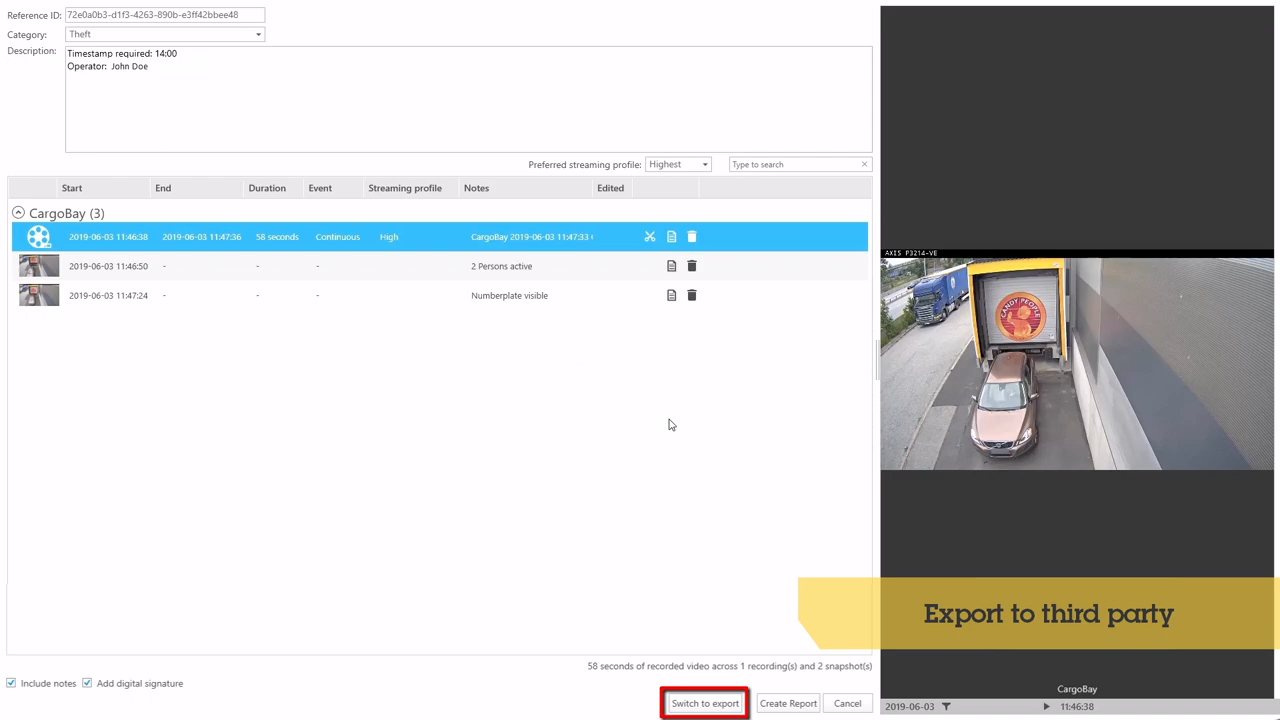 Reference ID: 72e0a0b3-d1f3-4263-890b-e3ff42bbee48
Category: Theft
Description: Timestamp required: 14:00
Operator: John Doe
Preferred streaming profile: Highest Type to search
Start End Duration Event Streaming profile Notes Edited
CargoBay (3)
2019-06-03 11:46:38 2019-06-03 11:47:36 58 seconds Continuous High CargoBay 2019-06-03 11:47:33
2019-06-03 11:46:50 - - - 2 Persons active
2019-06-03 11:47:24 - - - Numberplate visible
58 seconds of recorded video across 1 recording(s) and 2 snapshot(s)
Include notes Add digital signature
Switch to export Create Report Cancel
AXIS P3214-VE
CANDY PEOPLE
Export to third party
CargoBay
2019-06-03 11:46:38